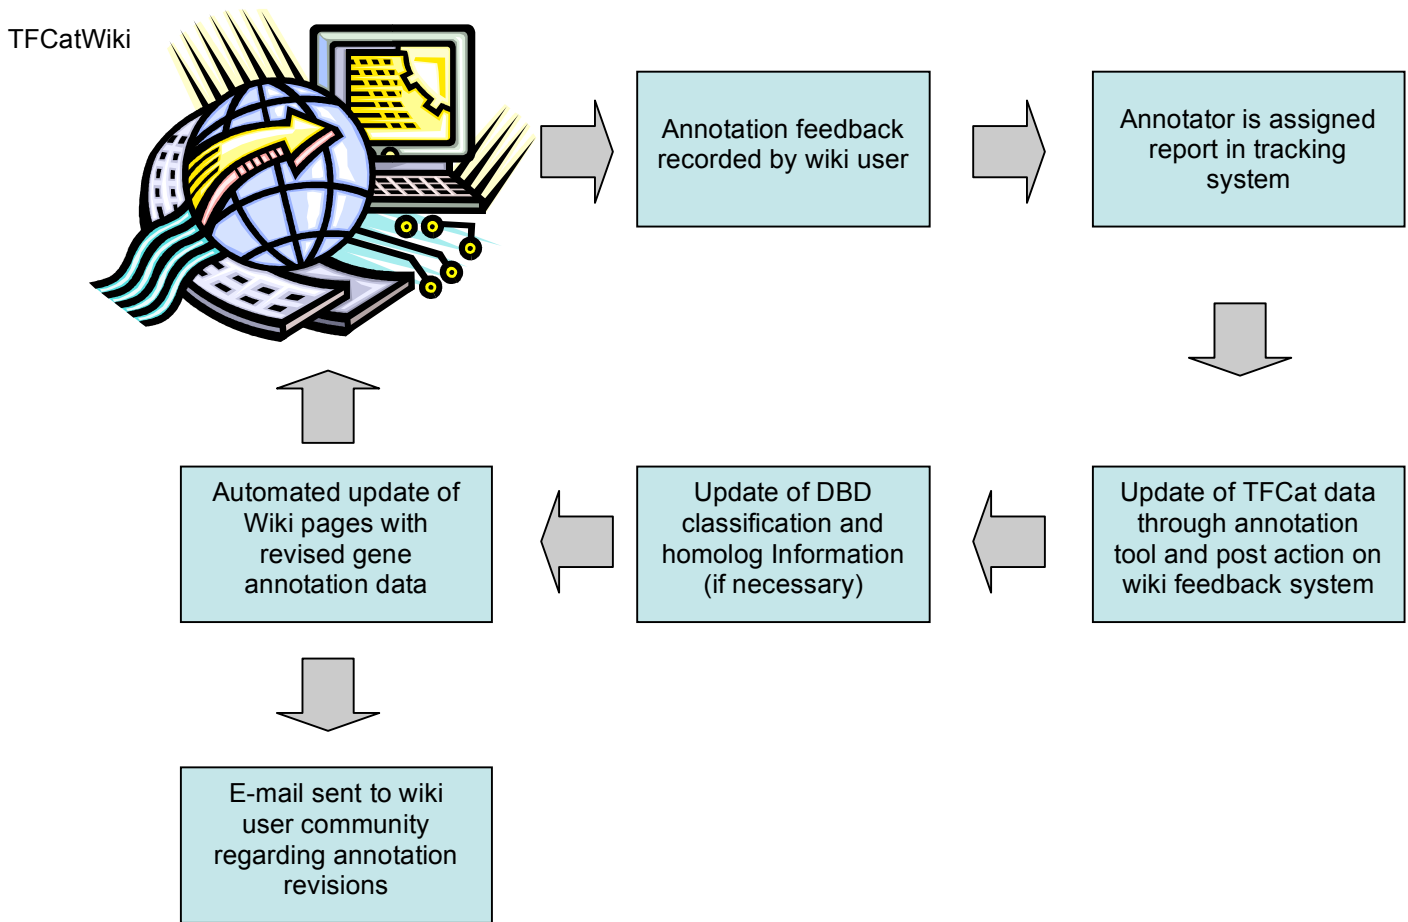 TFCatWiki
Annotation feedback
recorded by wiki user
Annotator is assigned
report in tracking
system
Update of TFCat data
through annotation
tool and post action on
wiki feedback system
Update of DBD
classification and
homolog Information
(if necessary)
Automated update of
Wiki pages with
revised gene
annotation data
E-mail sent to wiki
user community
regarding annotation
revisions